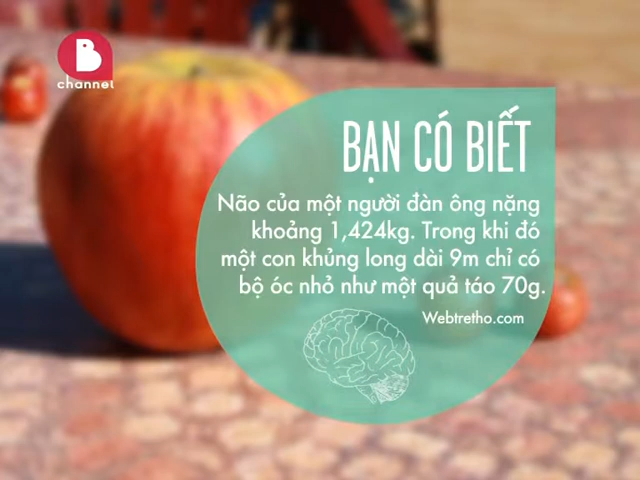 B
channel
BẠN CÓ BIẾT
Não của một người đàn ông nặng
khoảng 1,424kg. Trong khi đó
một con khủng long dài 9m chỉ có
bộ óc nhỏ như một quả táo 70g.
Webtretho.com